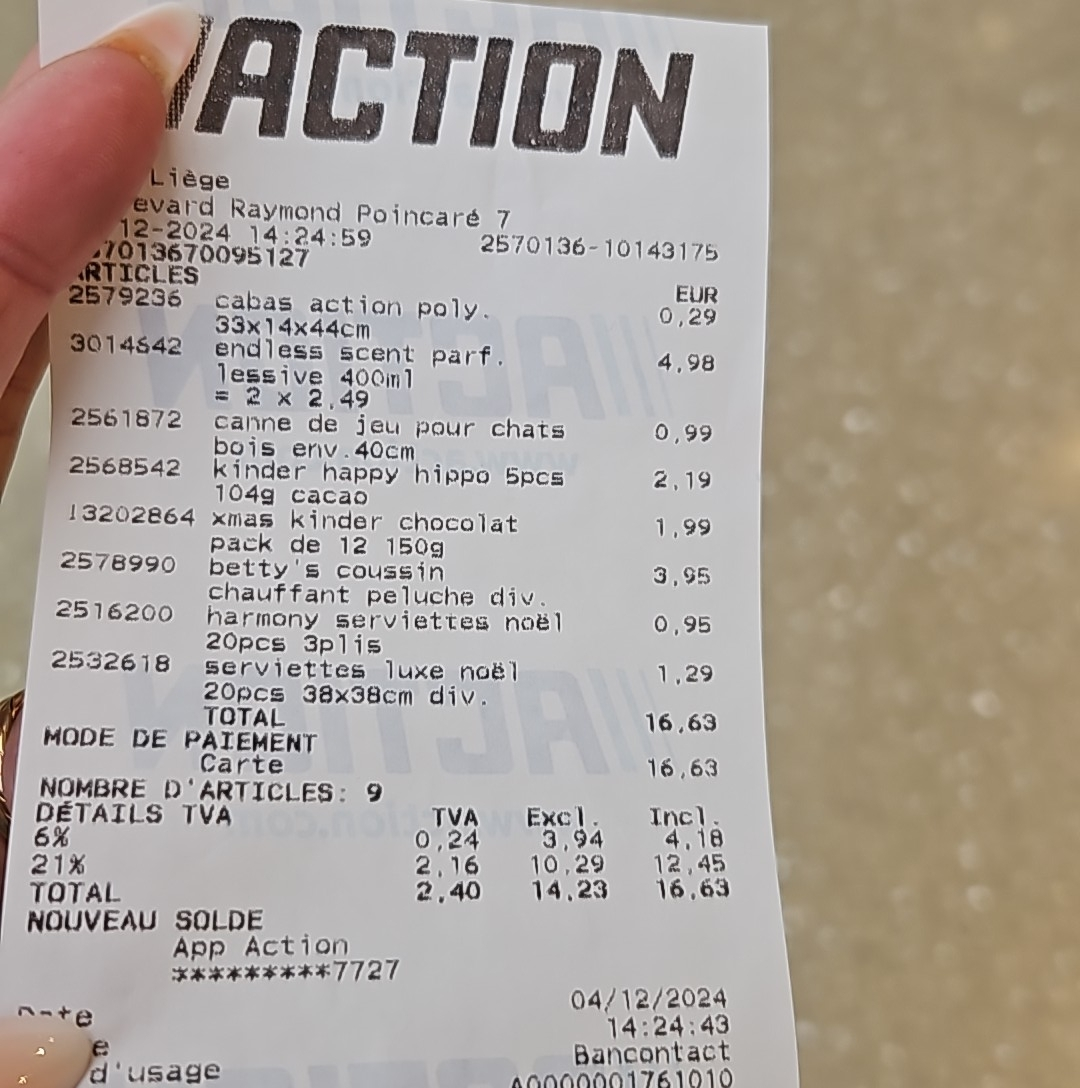 ACTION
Liège
evard Raymond Poincaré 7
12-2024 14:24:59 2570136-10143175
7013670095127
ARTICLES EUR
2579236 cabas action poly. 0,29
33x14x44cm
3014642 endless scent parf. 4,98
lessive 400ml
= 2 x 2,49
2561872 canne de jeu pour chats 0,99
bois env.40cm
2568542 kinder happy hippo 5pcs 2,19
104g cacao
13202864 xmas kinder chocolat 1,99
pack de 12 150g
2578990 betty's coussin 3,95
chauffant peluche div.
2516200 harmony serviettes noël 0,95
20pcs 3plis
2532618 serviettes luxe noël 1,29
20pcs 38x38cm div.
TOTAL 16,63
MODE DE PAIEMENT
Carte 16,63
NOMBRE D'ARTICLES: 9
DÉTAILS TVA TVA Excl. Incl.
6% 0,24 3,94 4,18
21% 2,16 10,29 12,45
TOTAL 2,40 14,23 16,63
NOUVEAU SOLDE
App Action
*********7727
Date 04/12/2024
e 14:24:43
d'usage Bancontact
A0000001761010